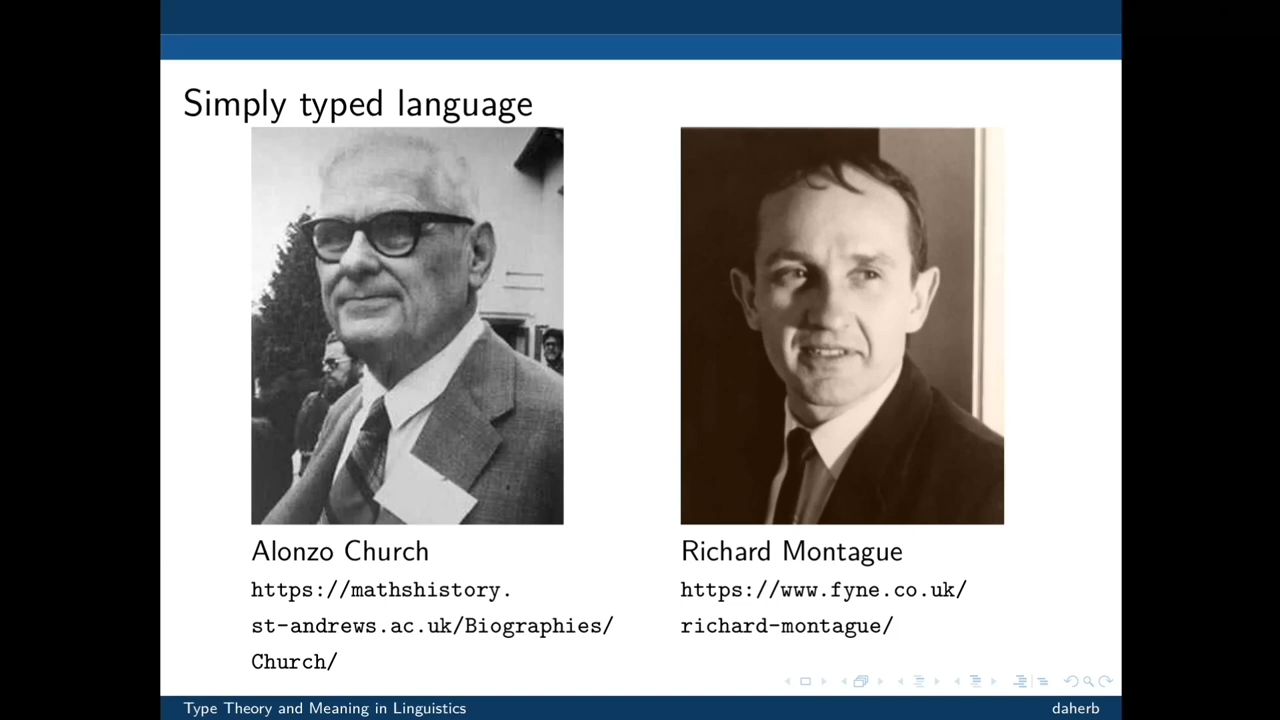 Simply typed language
Alonzo Church
https://mathshistory.
st-andrews.ac.uk/Biographies/
Church/
Richard Montague
https://www.fyne.co.uk/
richard-montague/
Type Theory and Meaning in Linguistics
daherb